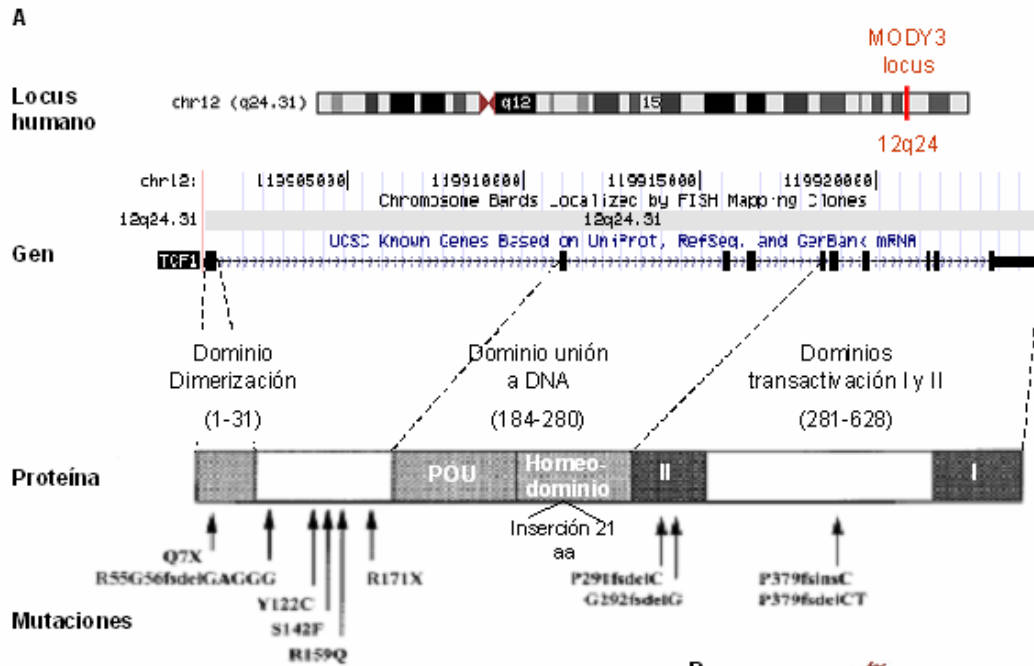 A
MODY3
locus
Locus
humano
chr12 (q24.31)
q12
15
12q24
chr12:
119905000|
119910000|
119915000|
119920000|
Chromosome Bands Localized by FISH Mapping Clones
12q24.31
12q24.31
UCSC Known Genes Based on UniProt, RefSeq, and GenBank mRNA
Gen
TCF1
Dominio
Dimerización
(1-31)
Dominio unión
a DNA
(184-280)
Dominios
transactivación I y II
(281-628)
Proteína
POU
Homeo-
dominio
II
I
Inserción 21
aa
Q7X
R55G56fsdelGAGGG
Y122C
S142F
R159Q
R171X
P291fsdelC
G292fsdelG
P379fsinsC
P379fsdelCT
Mutaciones